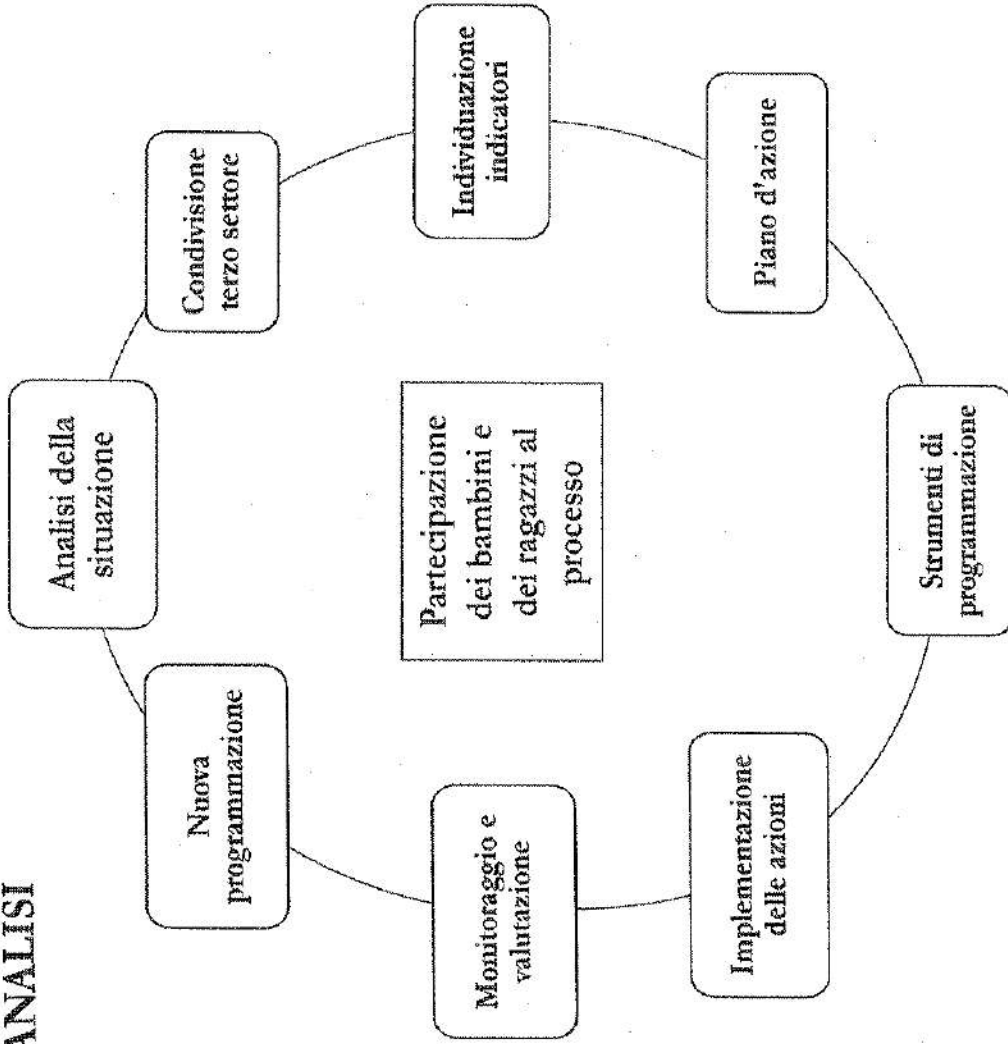 ANALISI
Analisi della
situazione
Condivisione
terzo settore
Individuazione
indicatori
Piano d'azione
Strumenti di
programmazione
Implementazione
delle azioni
Monitoraggio e
valutazione
Nuova
programmazione
Partecipazione
dei bambini e
dei ragazzi al
processo